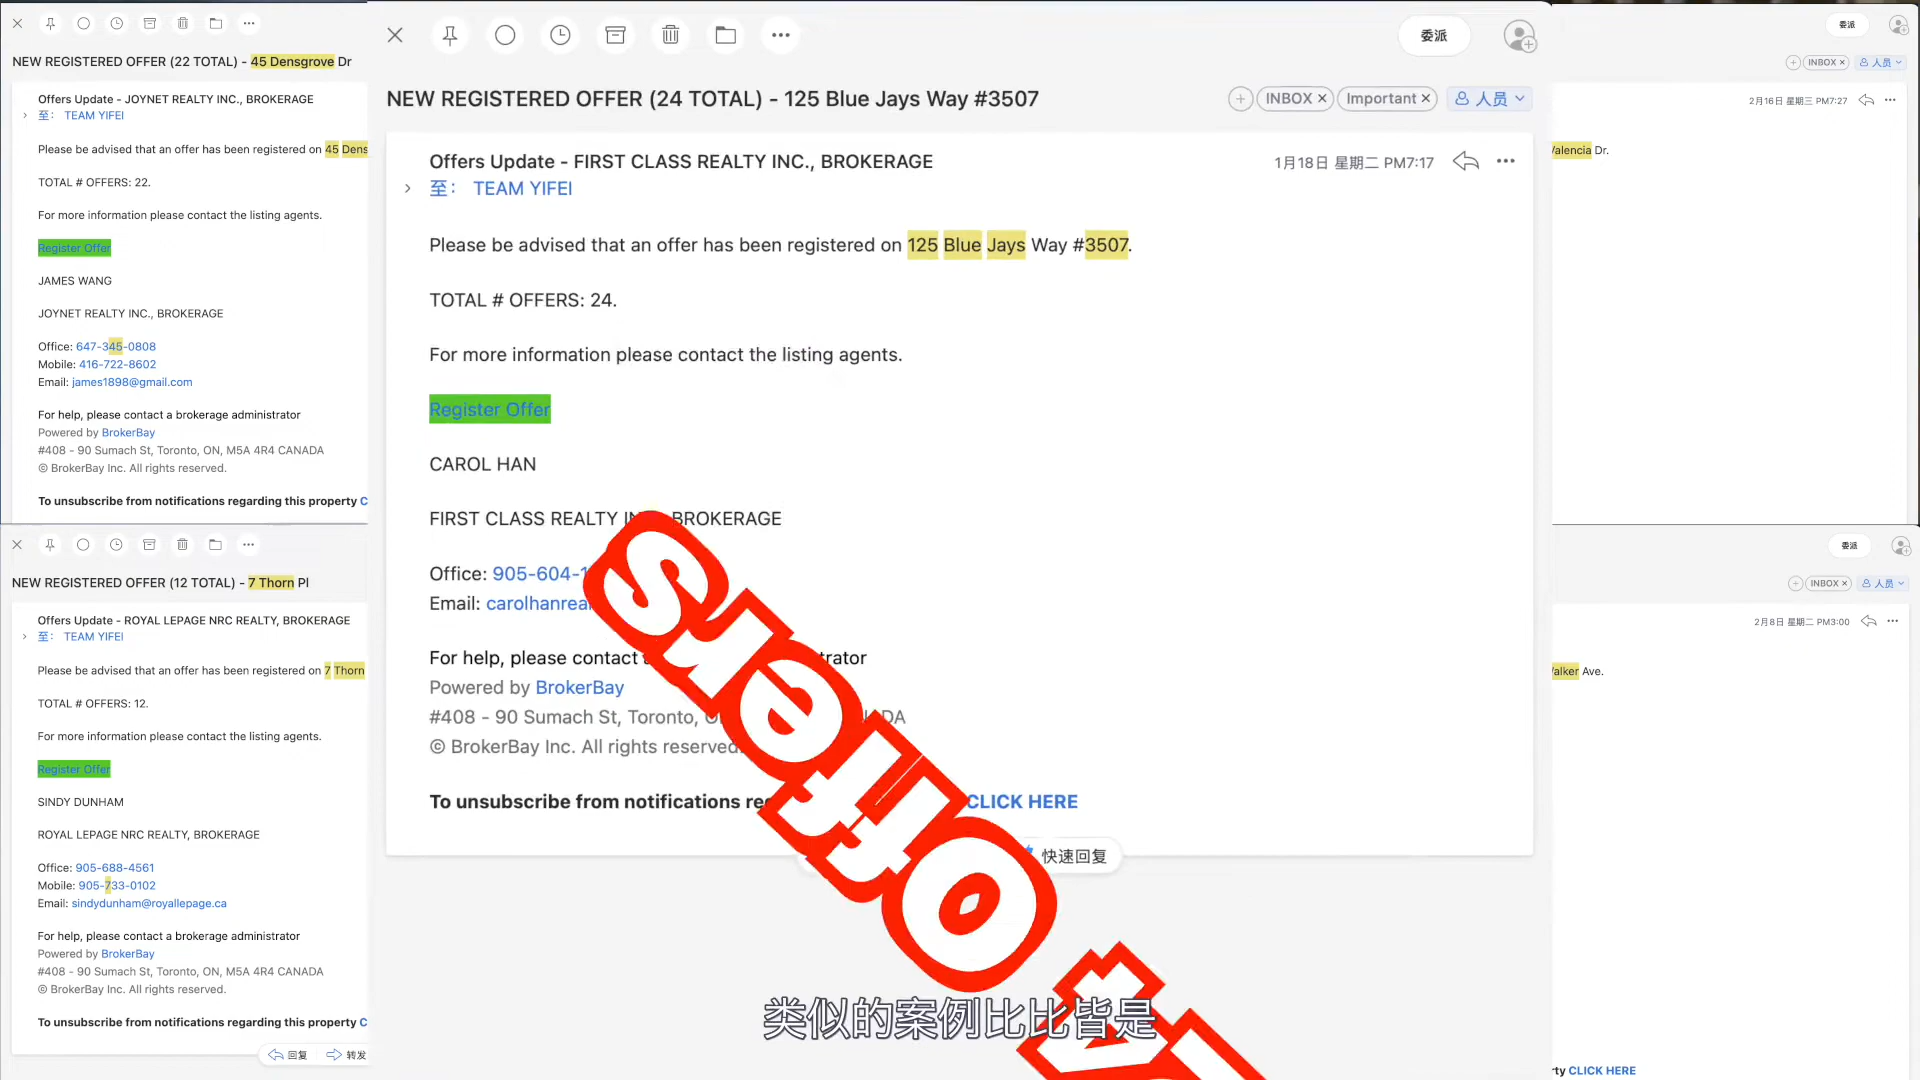 NEW REGISTERED OFFER (22 TOTAL) - 45 Densgrove Dr
Offers Update - JOYNET REALTY INC., BROKERAGE
至： TEAM YIFEI
Please be advised that an offer has been registered on 45 Dens
TOTAL # OFFERS: 22.
For more information please contact the listing agents.
Register Offer
JAMES WANG
JOYNET REALTY INC., BROKERAGE
Office: 647-345-0808
Mobile: 416-722-8602
Email: james1898@gmail.com
For help, please contact a brokerage administrator
Powered by BrokerBay
#408 - 90 Sumach St, Toronto, ON, M5A 4R4 CANADA
© BrokerBay Inc. All rights reserved.
To unsubscribe from notifications regarding this property C
NEW REGISTERED OFFER (12 TOTAL) - 7 Thorn Pl
Offers Update - ROYAL LEPAGE NRC REALTY, BROKERAGE
至： TEAM YIFEI
Please be advised that an offer has been registered on 7 Thorn
TOTAL # OFFERS: 12.
For more information please contact the listing agents.
Register Offer
SINDY DUNHAM
ROYAL LEPAGE NRC REALTY, BROKERAGE
Office: 905-688-4561
Mobile: 905-733-0102
Email: sindydunham@royallepage.ca
For help, please contact a brokerage administrator
Powered by BrokerBay
#408 - 90 Sumach St, Toronto, ON, M5A 4R4 CANADA
© BrokerBay Inc. All rights reserved.
To unsubscribe from notifications regarding this property C
回复 转发
委派
NEW REGISTERED OFFER (24 TOTAL) - 125 Blue Jays Way #3507
INBOX × Important × 人员
Offers Update - FIRST CLASS REALTY INC., BROKERAGE
1月18日 星期二 PM7:17
至： TEAM YIFEI
Please be advised that an offer has been registered on 125 Blue Jays Way #3507.
TOTAL # OFFERS: 24.
For more information please contact the listing agents.
Register Offer
CAROL HAN
FIRST CLASS REALTY IN BROKERAGE
Office: 905-604-1
Email: carolhanrea
For help, please contact trator
Powered by BrokerBay
#408 - 90 Sumach St, Toronto, O DA
© BrokerBay Inc. All rights reserved.
To unsubscribe from notifications re CLICK HERE
快速回复
offers
类似的案例比比皆是
委派
INBOX × 人员
2月16日 星期三 PM7:27
Valencia Dr.
委派
INBOX × 人员
2月8日 星期二 PM3:00
alker Ave.
rty CLICK HERE